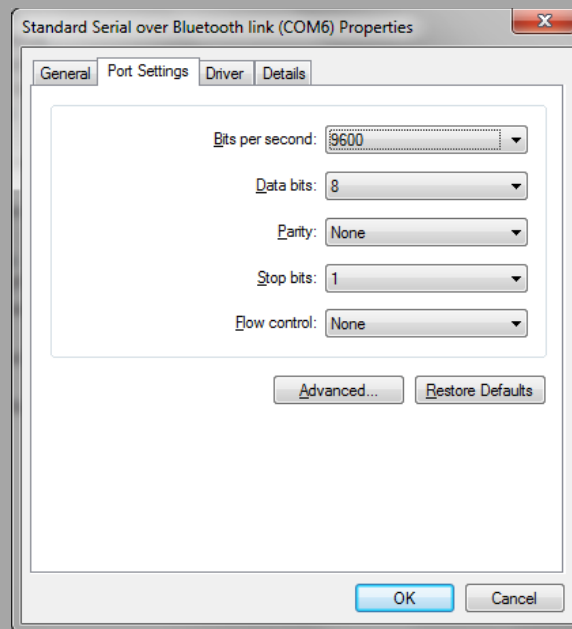 Standard Serial over Bluetooth link (COM6) Properties
X
General Port Settings Driver Details
Bits per second: 9600
Data bits: 8
Parity: None
Stop bits: 1
Flow control: None
Advanced... Restore Defaults
OK Cancel